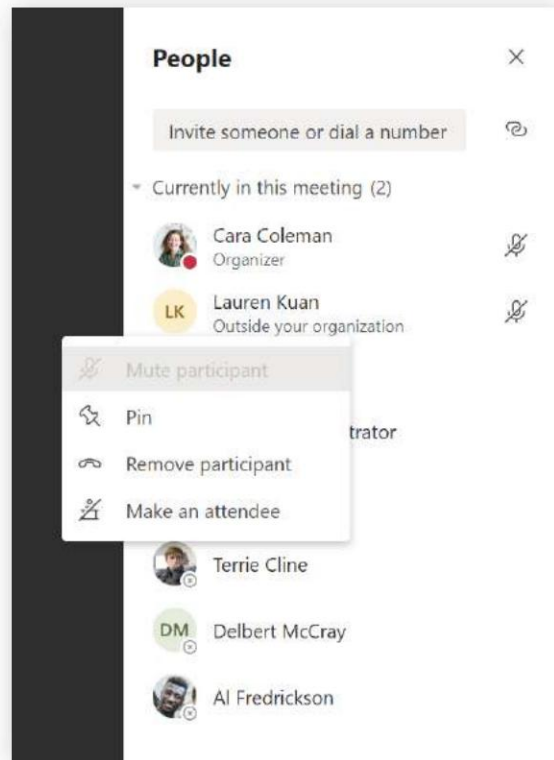 People
Invite someone or dial a number
Currently in this meeting (2)
Cara Coleman
Organizer
LK
Lauren Kuan
Outside your organization
Mute participant
Pin
trator
Remove participant
Make an attendee
Terrie Cline
DM
Delbert McCray
Al Fredrickson